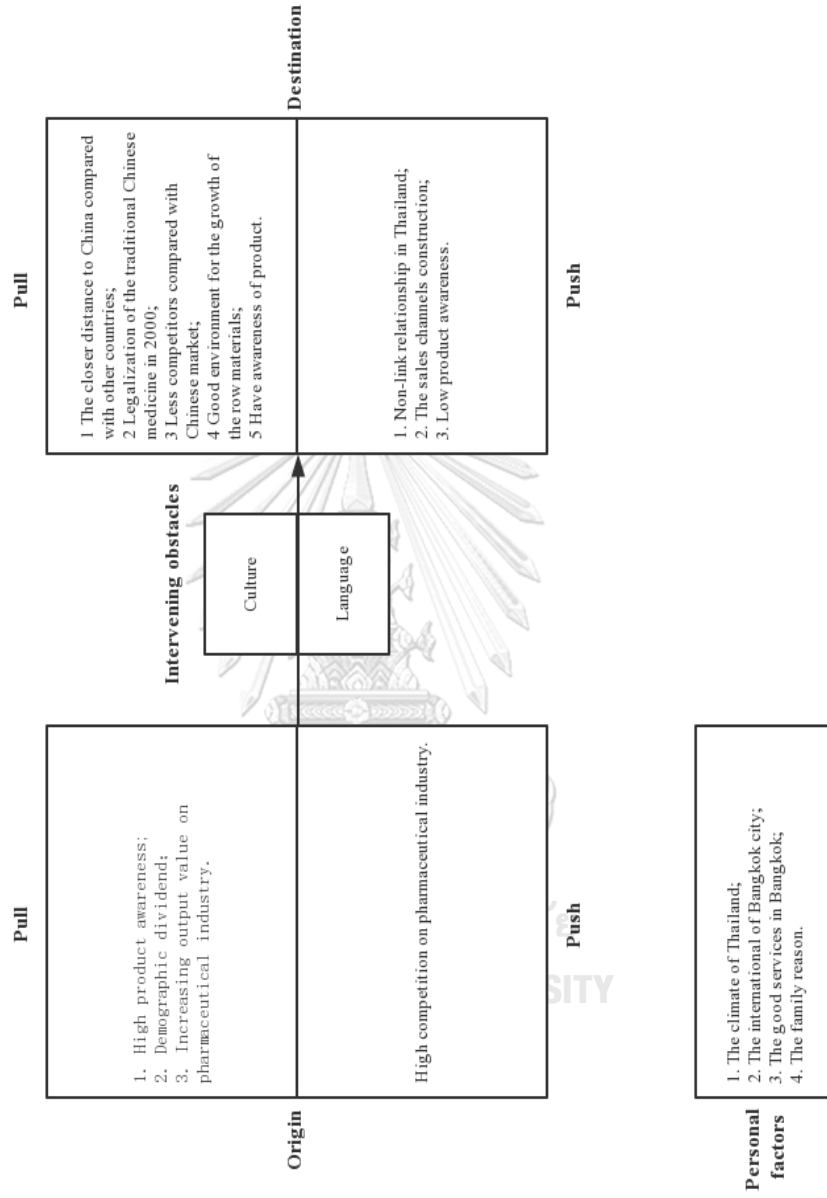 Pull
Pull
1. High product awareness;
2. Demographic dividend;
3. Increasing output value on
pharmaceutical industry.
Intervening obstacles
Culture
1 The closer distance to China compared
with other countries;
2 Legalization of the traditional Chinese
medicine in 2000;
3 Less competitors compared with
Chinese market;
4 Good environment for the growth of
the row materials;
5 Have awareness of product.
Origin
Destination
High competition on pharmaceutical industry.
Language
1. Non-link relationship in Thailand;
2. The sales channels construction;
3. Low product awareness.
Push
Push
SITY
Personal
factors
1. The climate of Thailand;
2. The international of Bangkok city;
3. The good services in Bangkok;
4. The family reason.